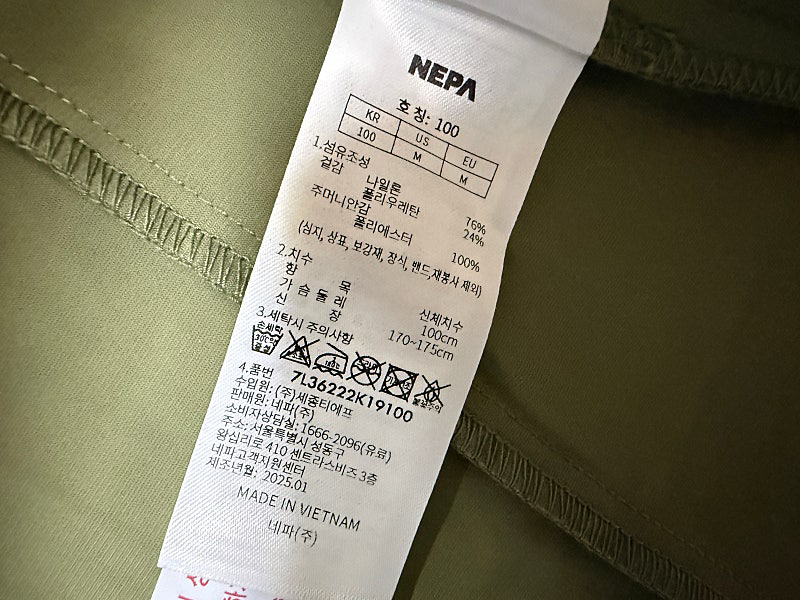 NEPA
호칭: 100
KR US EU
100 M M
1.섬유조성
겉감 나일론 76%
폴리우레탄 24%
주머니안감 폴리에스터 100%
(심지, 상표, 보강재, 장식, 밴드,재봉사 제외)
2.치수
항 목 신체치수
가슴둘레 100cm
신 장 170~175cm
3.세탁시 주의사항
손세탁
30℃
중성
4.품번 7L36222K19100
수입원: (주)세종티에프
판매원: 네파(주)
소비자상담실: 1666-2096(유료)
주소: 서울특별시 성동구
왕십리로 410 센트라스비즈 3층
네파고객지원센터
제조년월: 2025.01
MADE IN VIETNAM
네파(주)